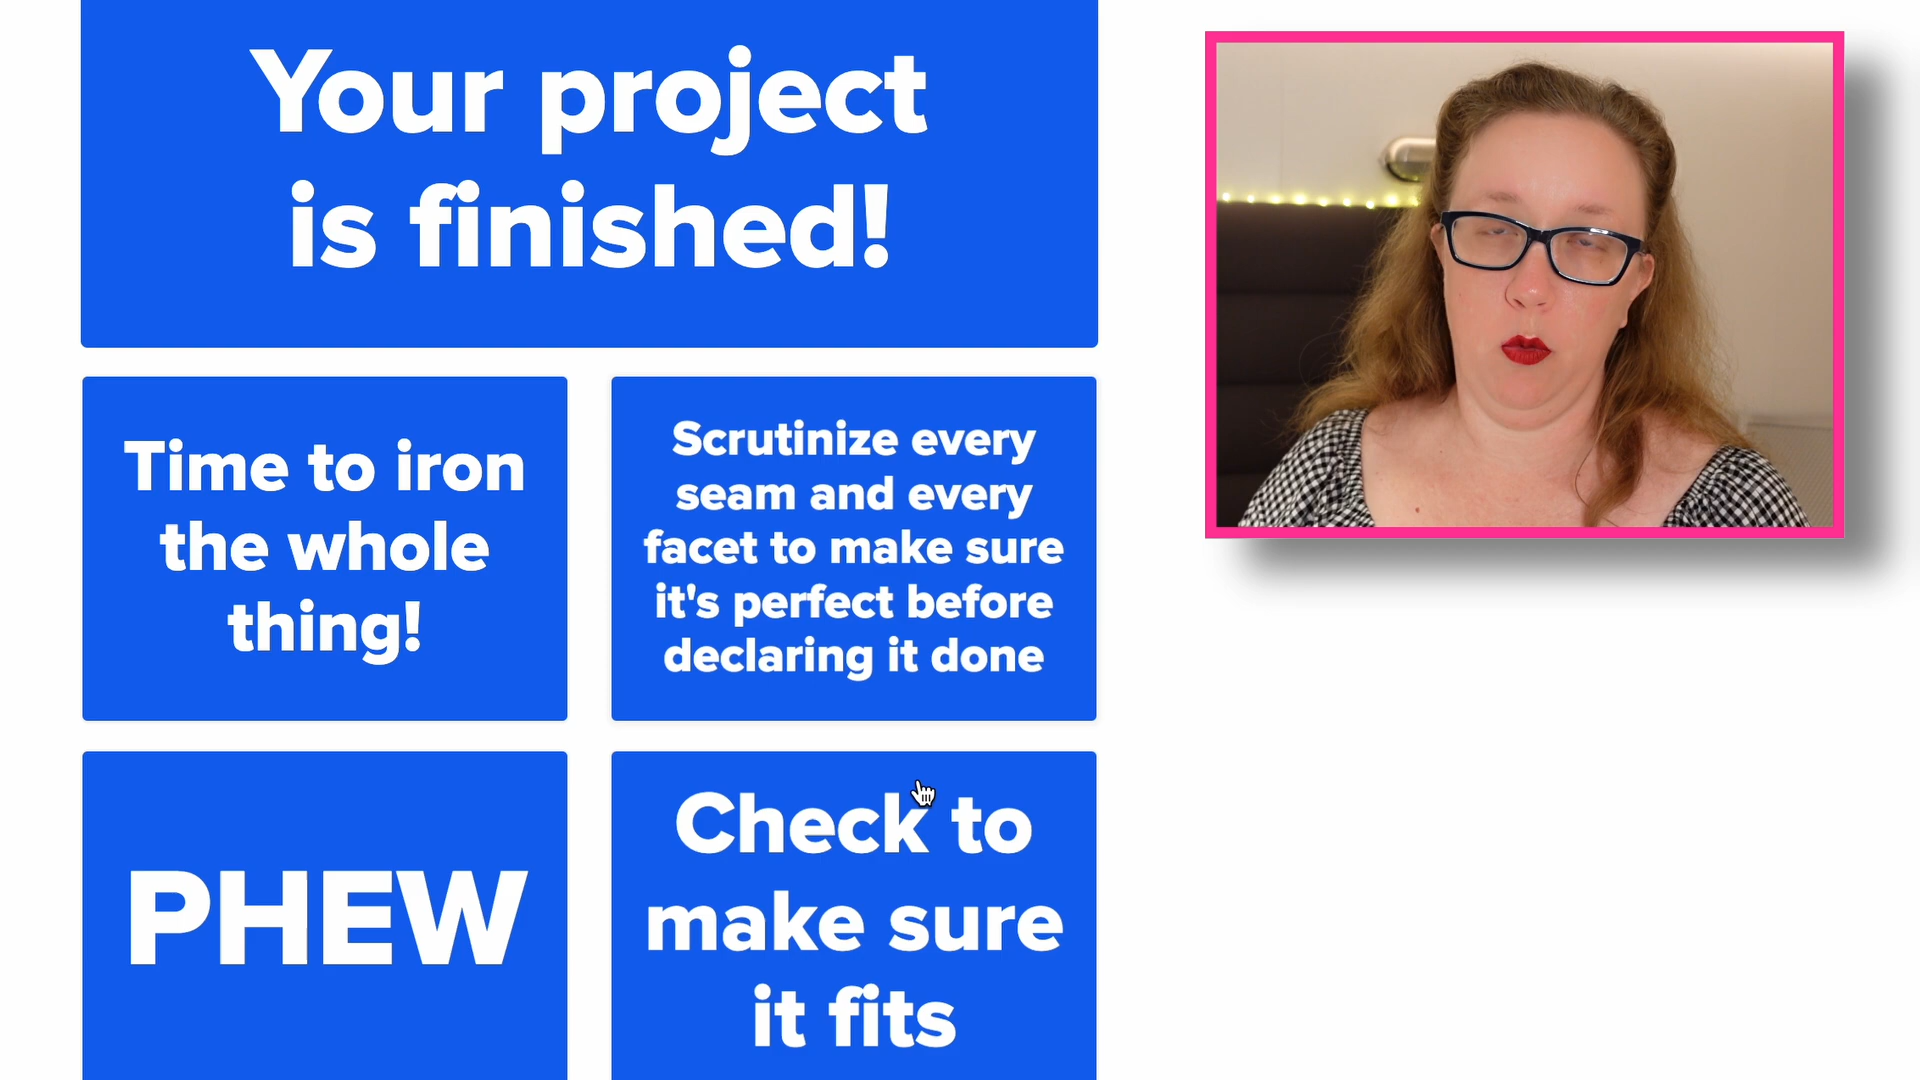 Your project
is finished!
Time to iron
the whole
thing!
Scrutinize every
seam and every
facet to make sure
it's perfect before
declaring it done
PHEW
Check to
make sure
it fits